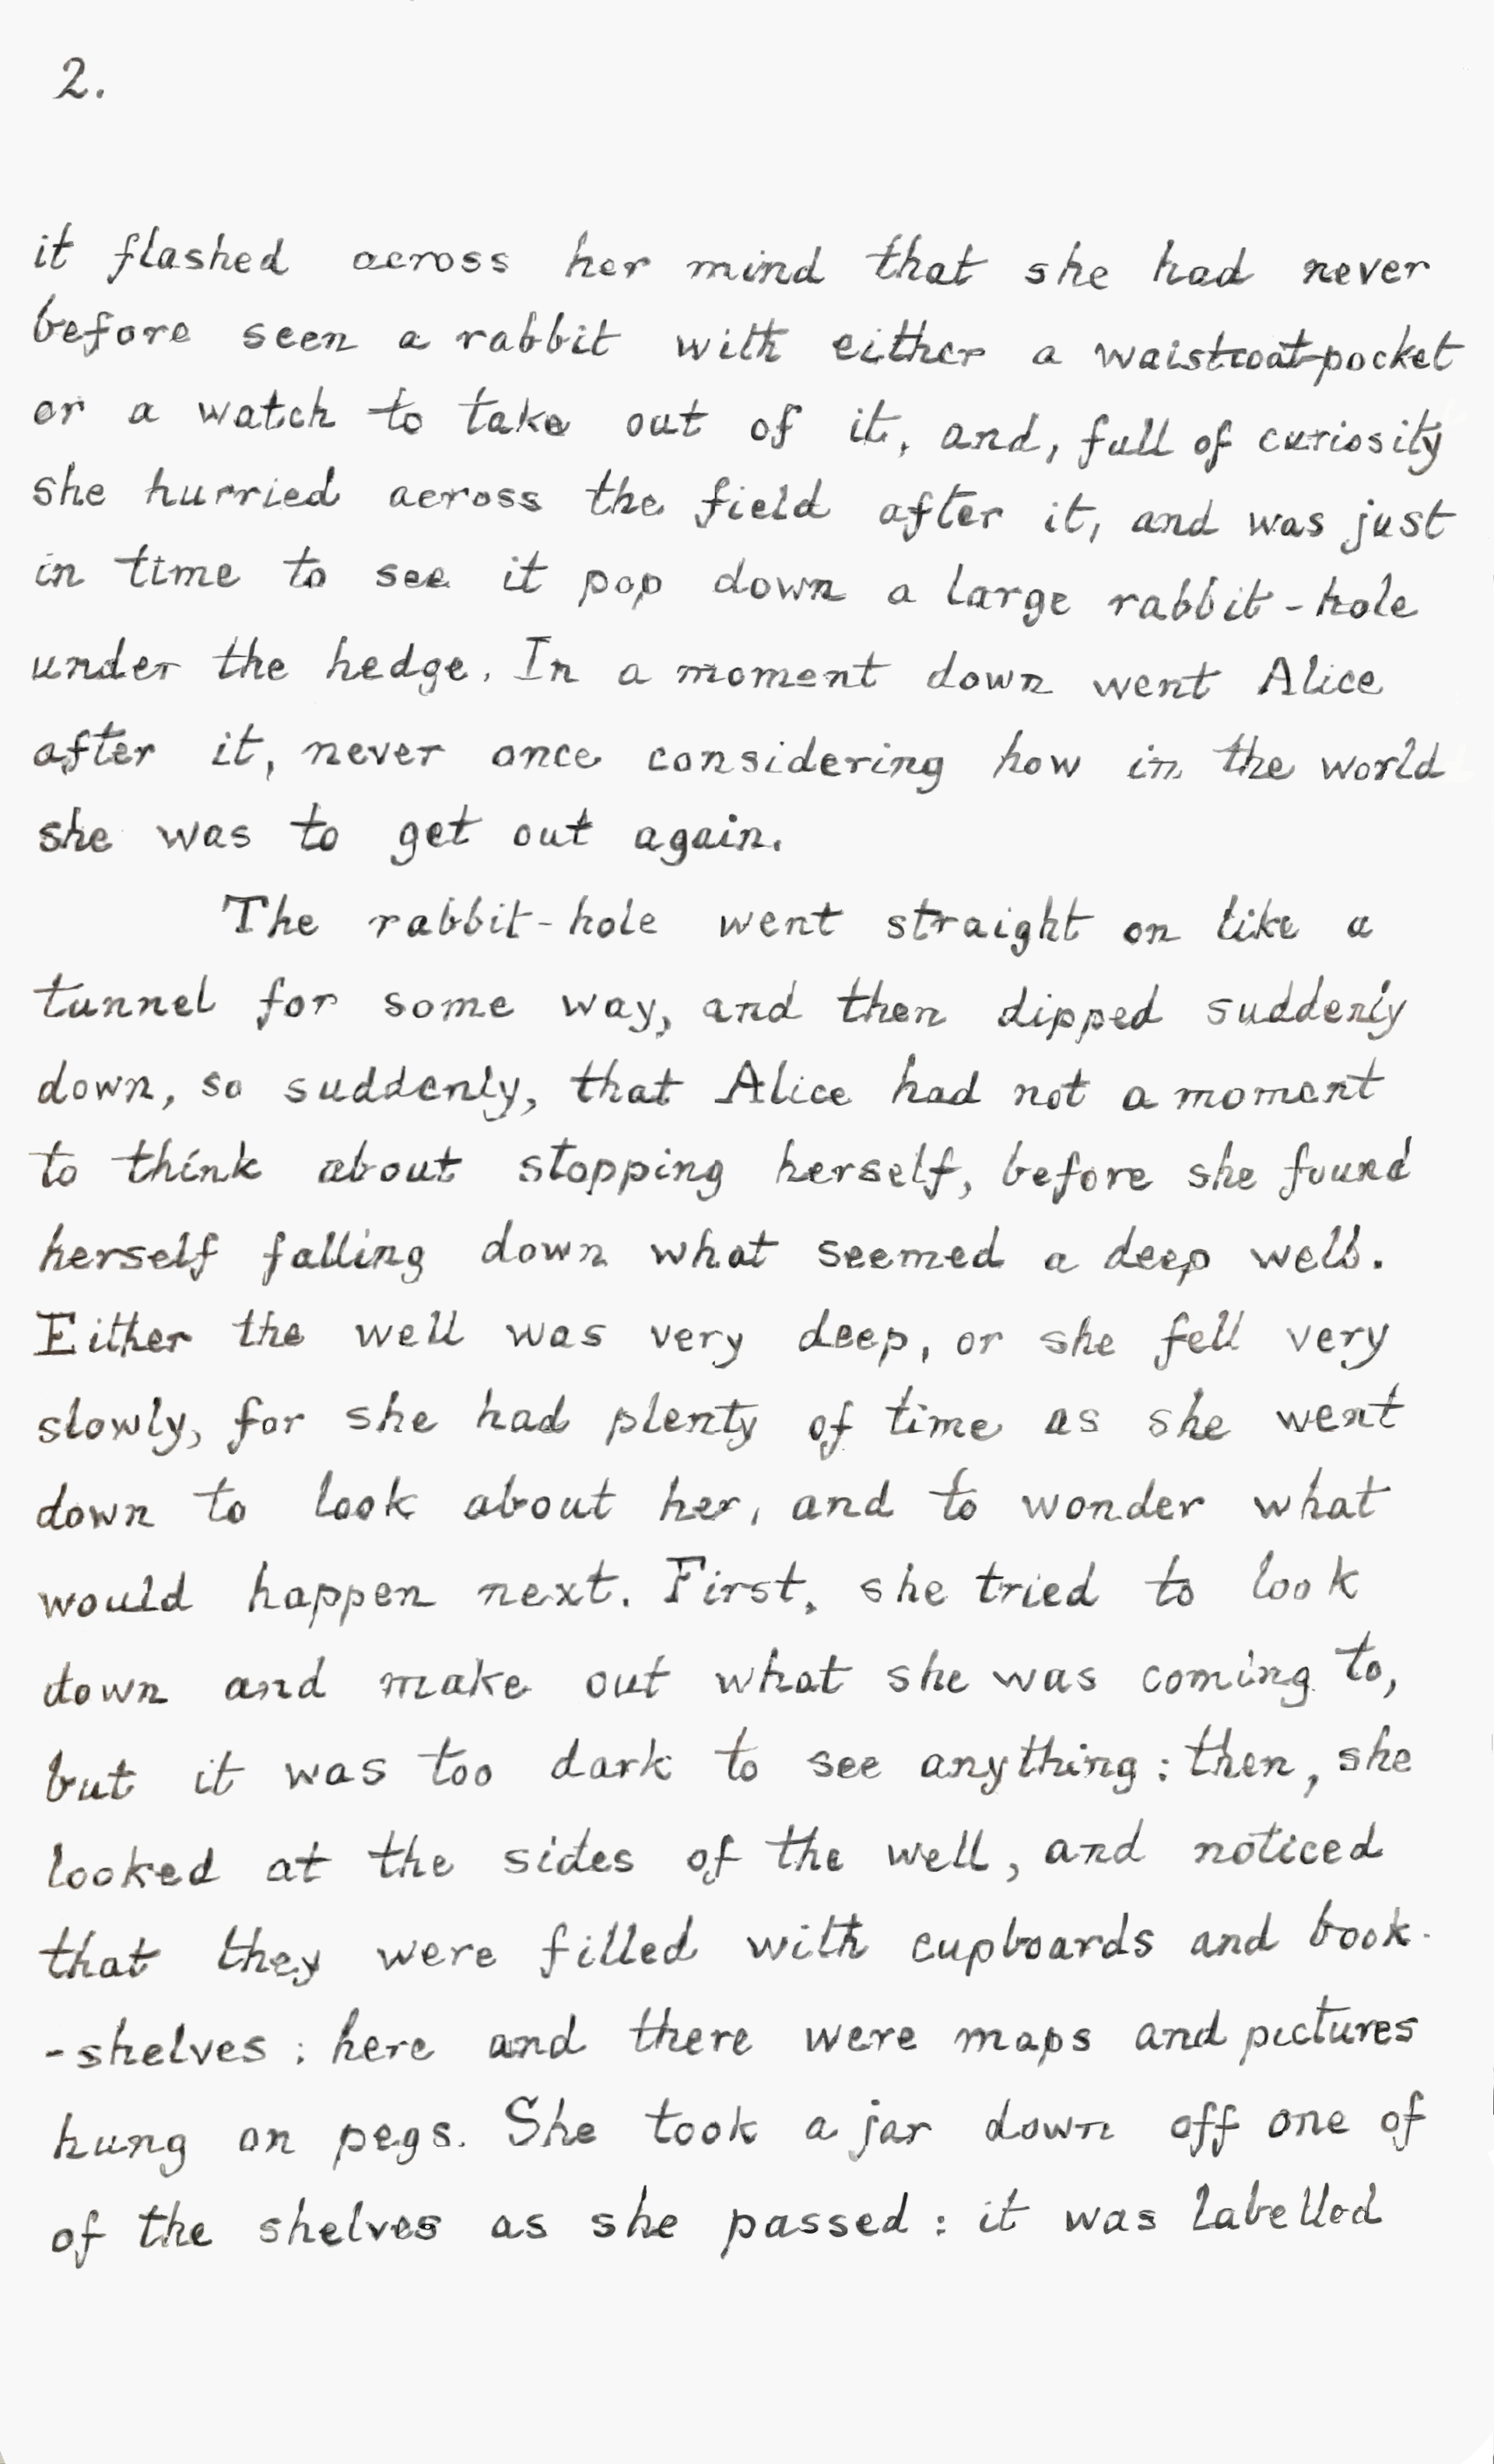 2.
it flashed across her mind that she had never
before seen a rabbit with either a waistcoat-pocket
or a watch to take out of it, and, full of curiosity
she hurried across the field after it, and was just
in time to see it pop down a large rabbit-hole
under the hedge. In a moment down went Alice
after it, never once considering how in the world
she was to get out again.
The rabbit-hole went straight on like a
tunnel for some way, and then dipped suddenly
down, so suddenly, that Alice had not a moment
to think about stopping herself, before she found
herself falling down what seemed a deep well.
Either the well was very deep, or she fell very
slowly, for she had plenty of time as she went
down to look about her, and to wonder what
would happen next. First, she tried to look
down and make out what she was coming to,
but it was too dark to see anything: then, she
looked at the sides of the well, and noticed
that they were filled with cupboards and book-
-shelves: here and there were maps and pictures
hung on pegs. She took a jar down off one of
of the shelves as she passed: it was labelled